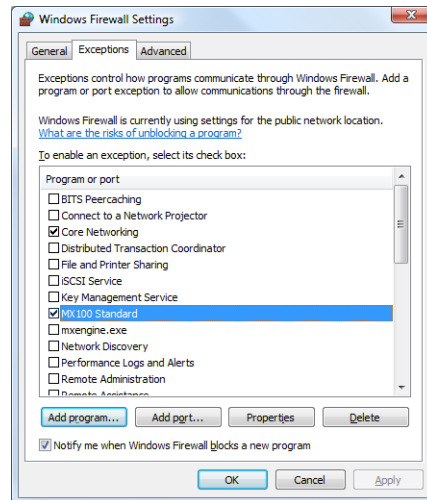 Windows Firewall Settings
General Exceptions Advanced
Exceptions control how programs communicate through Windows Firewall. Add a
program or port exception to allow communications through the firewall.
Windows Firewall is currently using settings for the public network location.
What are the risks of unblocking a program?
To enable an exception, select its check box:
Program or port
BITS Peercaching
Connect to a Network Projector
Core Networking
Distributed Transaction Coordinator
File and Printer Sharing
iSCSI Service
Key Management Service
MX100 Standard
mxengine.exe
Network Discovery
Performance Logs and Alerts
Remote Administration
Remote Assistance
Add program... Add port... Properties Delete
Notify me when Windows Firewall blocks a new program
OK Cancel Apply